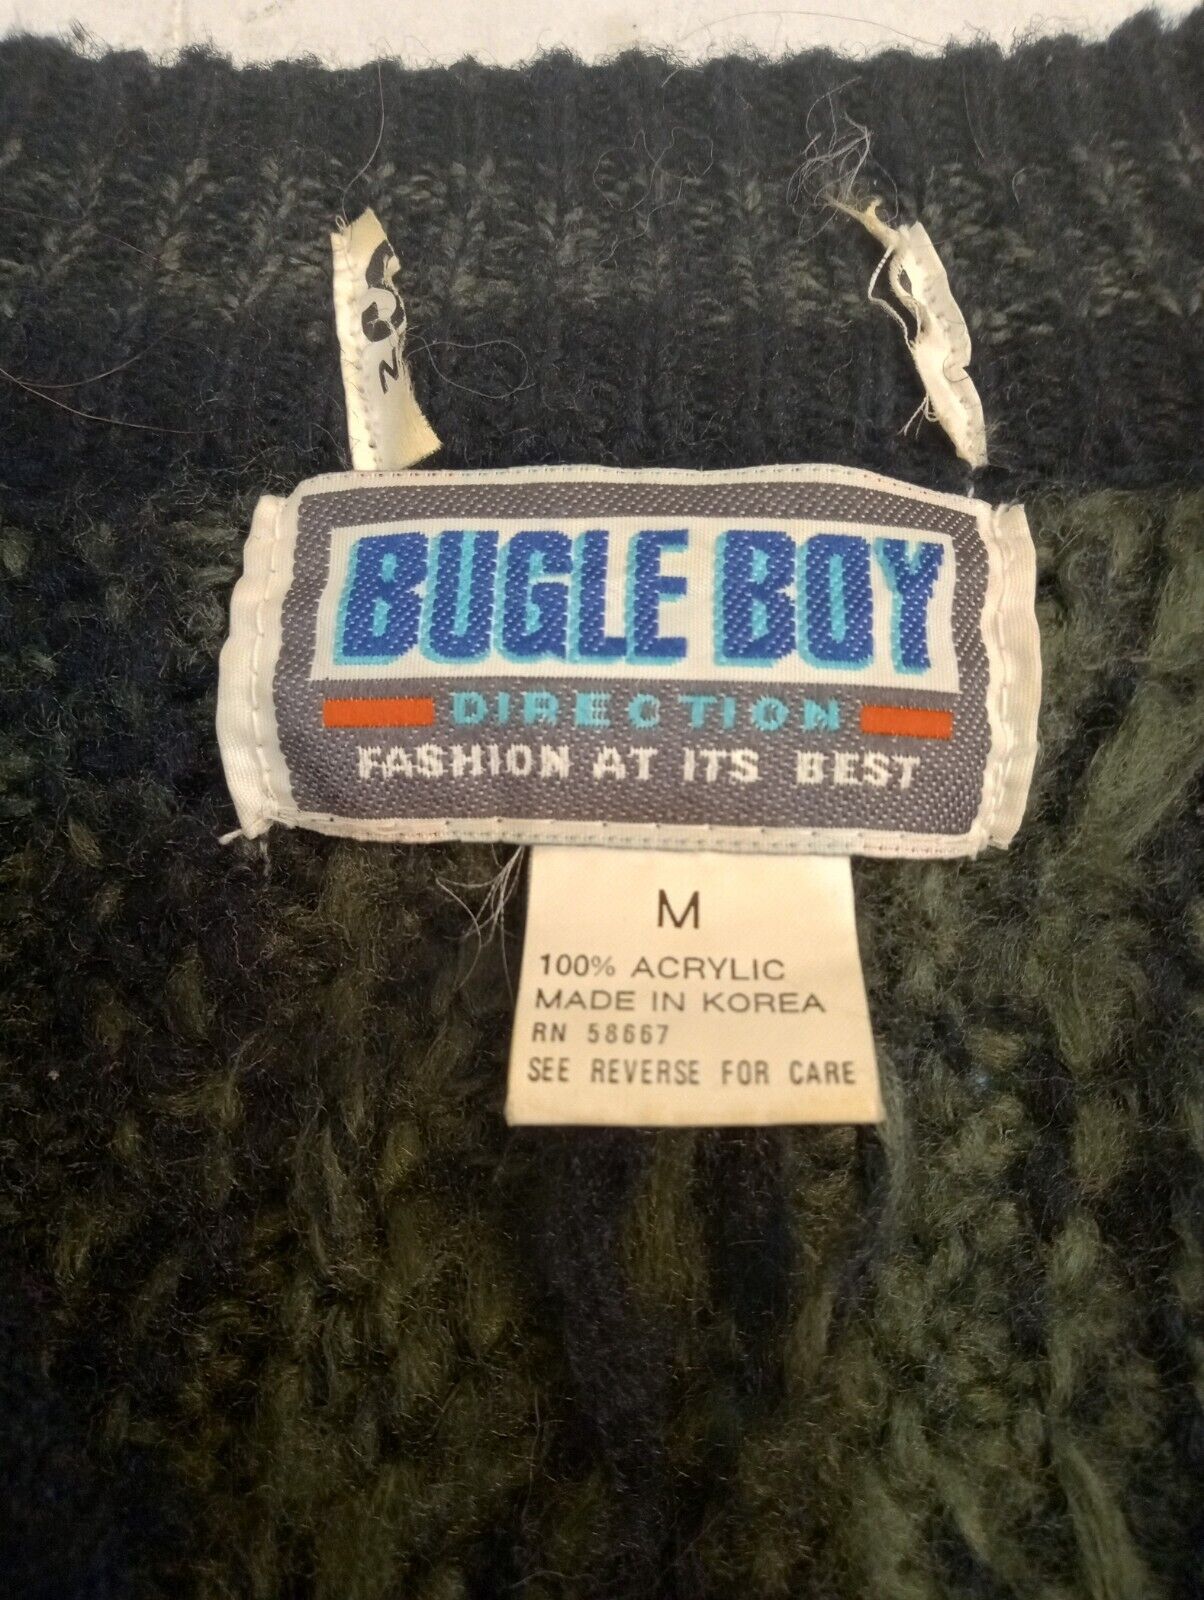 BUGLE BOY
DIRECTION
FASHION AT ITS BEST
M
100% ACRYLIC
MADE IN KOREA
RN 58667
SEE REVERSE FOR CARE